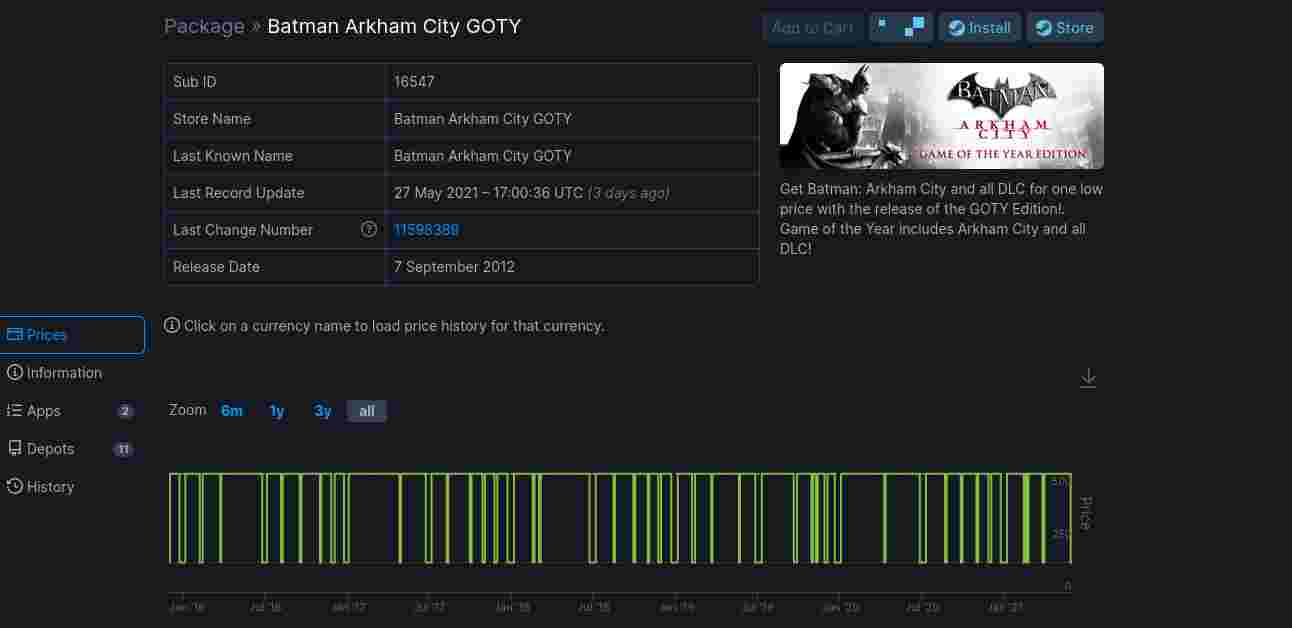 Package » Batman Arkham City GOTY
Add to Cart
Install
Store
Sub ID 16547
Store Name Batman Arkham City GOTY
Last Known Name Batman Arkham City GOTY
Last Record Update 27 May 2021 – 17:00:36 UTC (3 days ago)
Last Change Number 11598389
Release Date 7 September 2012
BATMAN
ARKHAM
CITY
GAME OF THE YEAR EDITION
Get Batman: Arkham City and all DLC for one low
price with the release of the GOTY Edition!.
Game of the Year includes Arkham City and all
DLC!
Prices
Information
Apps 2
Depots 11
History
Click on a currency name to load price history for that currency.
Zoom 6m 1y 3y all
Price
0
Jan '16 Jul '16 Jan '17 Jul '17 Jan '18 Jul '18 Jan '19 Jul '19 Jan '20 Jul '20 Jan '21